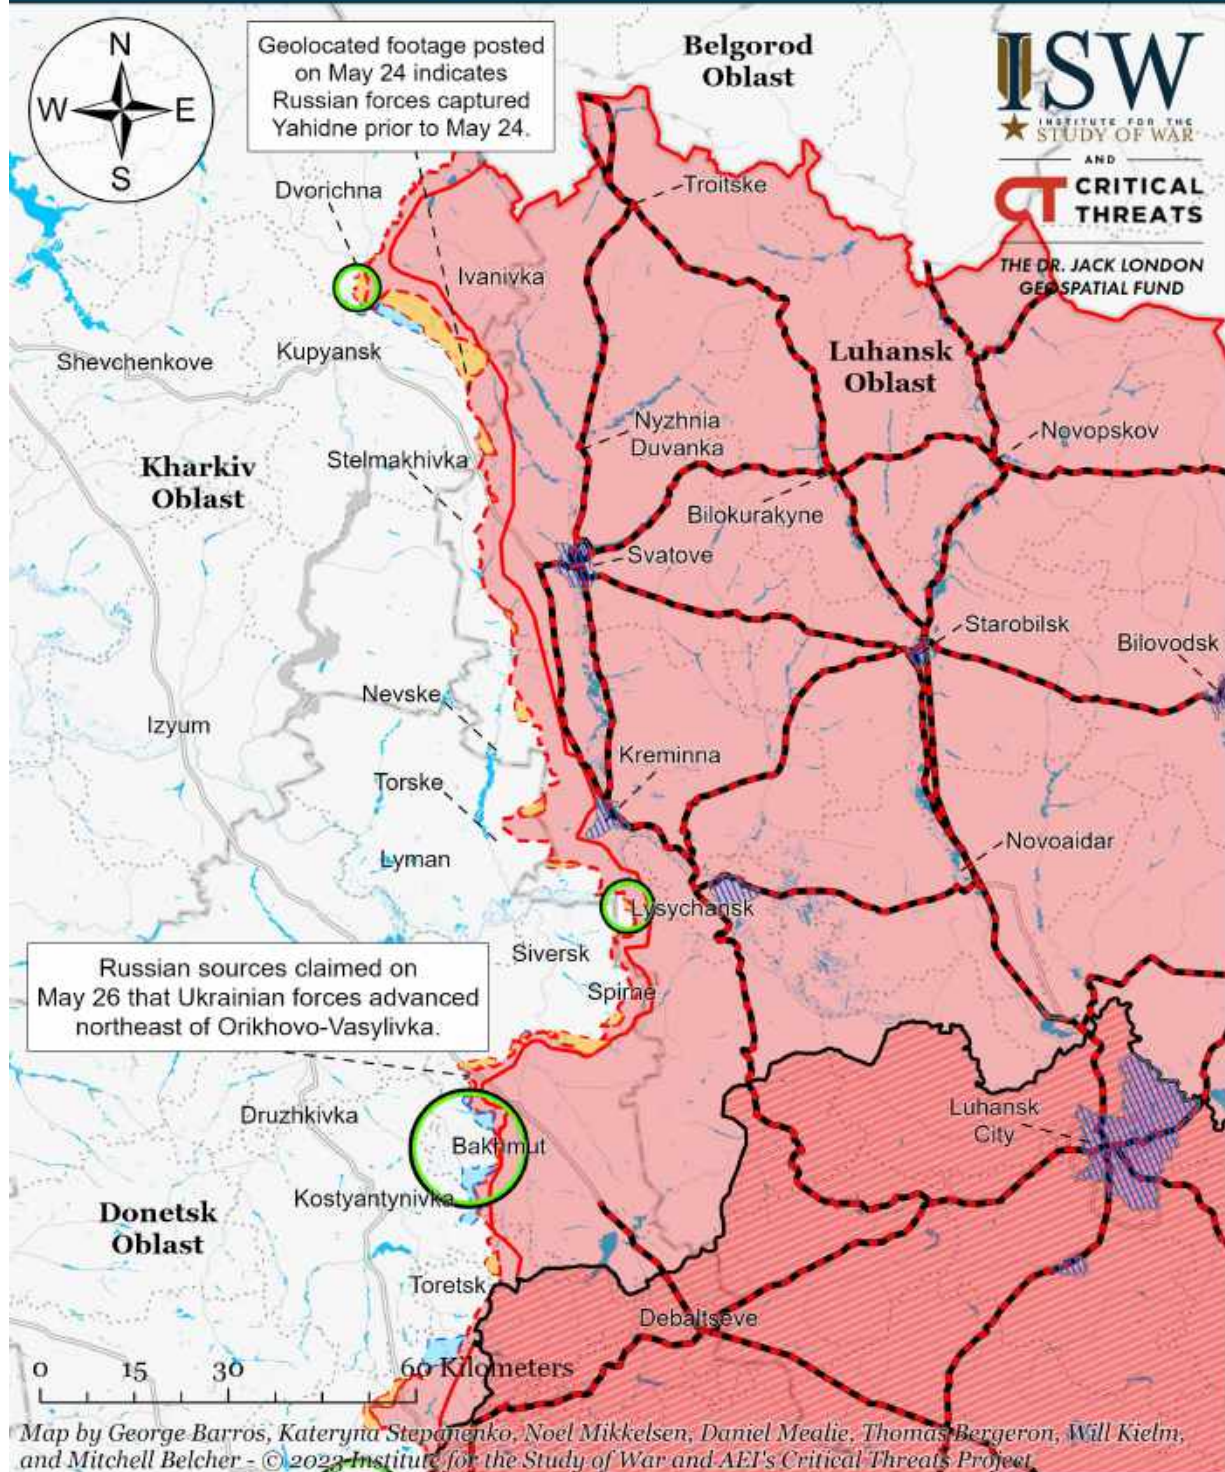 N
W E
S
Geolocated footage posted
on May 24 indicates
Russian forces captured
Yahidne prior to May 24.
Belgorod
Oblast
ISW
INSTITUTE FOR THE
STUDY OF WAR
AND
CT CRITICAL
THREATS
THE DR. JACK LONDON
GEOSPATIAL FUND
Dvorichna
Troitske
Ivanivka
Shevchenkove
Kupyansk
Luhansk
Oblast
Nyzhnia
Duvanka
Novopskov
Kharkiv
Oblast
Stelmakhivka
Bilokurakyne
Svatove
Starobilsk
Bilovodsk
Nevske
Izyum
Kreminna
Torske
Novoaidar
Lyman
Lysychansk
Siversk
Spirne
Russian sources claimed on
May 26 that Ukrainian forces advanced
northeast of Orikhovo-Vasylivka.
Druzhkivka
Bakhmut
Luhansk
City
Kostyantynivka
Donetsk
Oblast
Toretsk
Debaltseve
0 15 30 60 Kilometers
Map by George Barros, Kateryna Stepanenko, Noel Mikkelsen, Daniel Mealie, Thomas Bergeron, Will Kielm,
and Mitchell Belcher - © 2023 Institute for the Study of War and AEI's Critical Threats Project